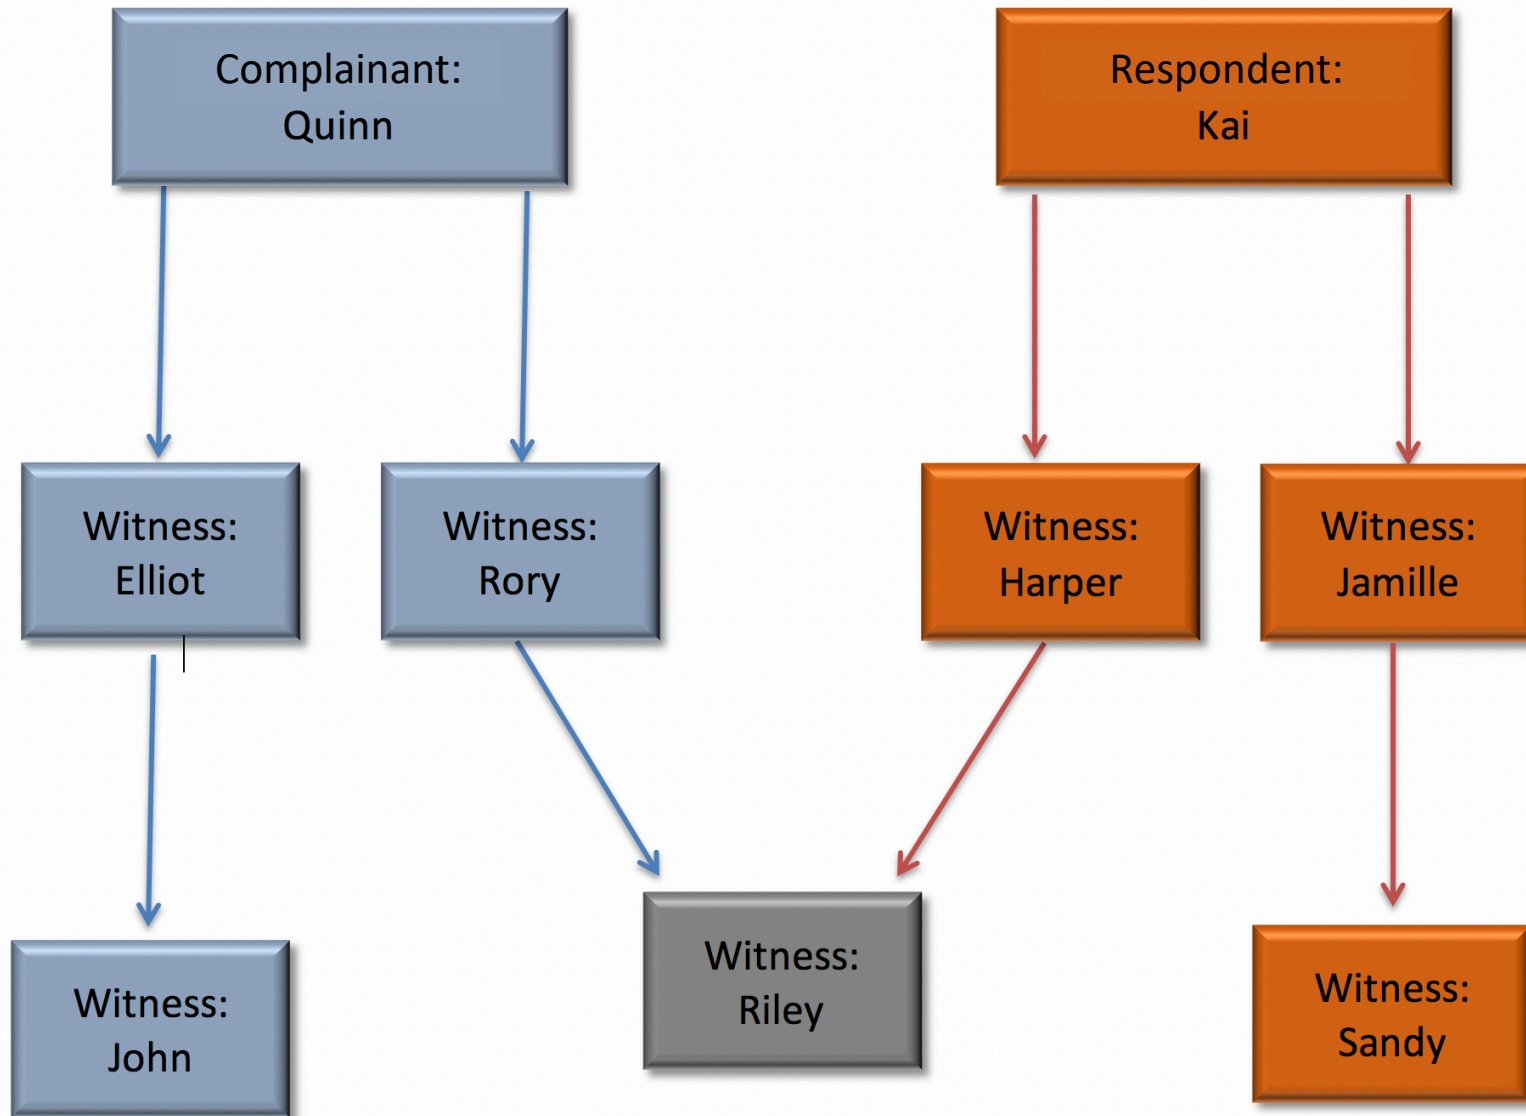 Complainant:
Quinn
Respondent:
Kai
Witness:
Elliot
Witness:
Rory
Witness:
Harper
Witness:
Jamille
Witness:
John
Witness:
Riley
Witness:
Sandy